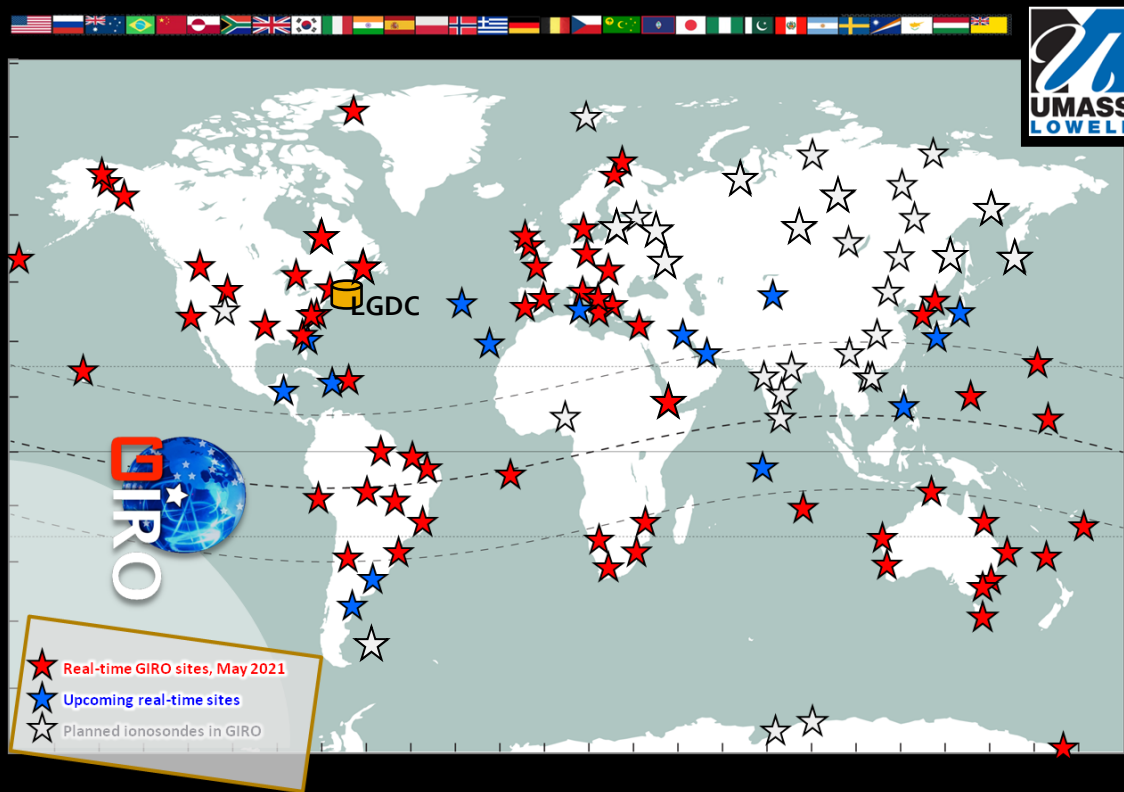 UMASS
LOWELL
LGDC
GIRO
Real-time GIRO sites, May 2021
Upcoming real-time sites
Planned ionosondes in GIRO